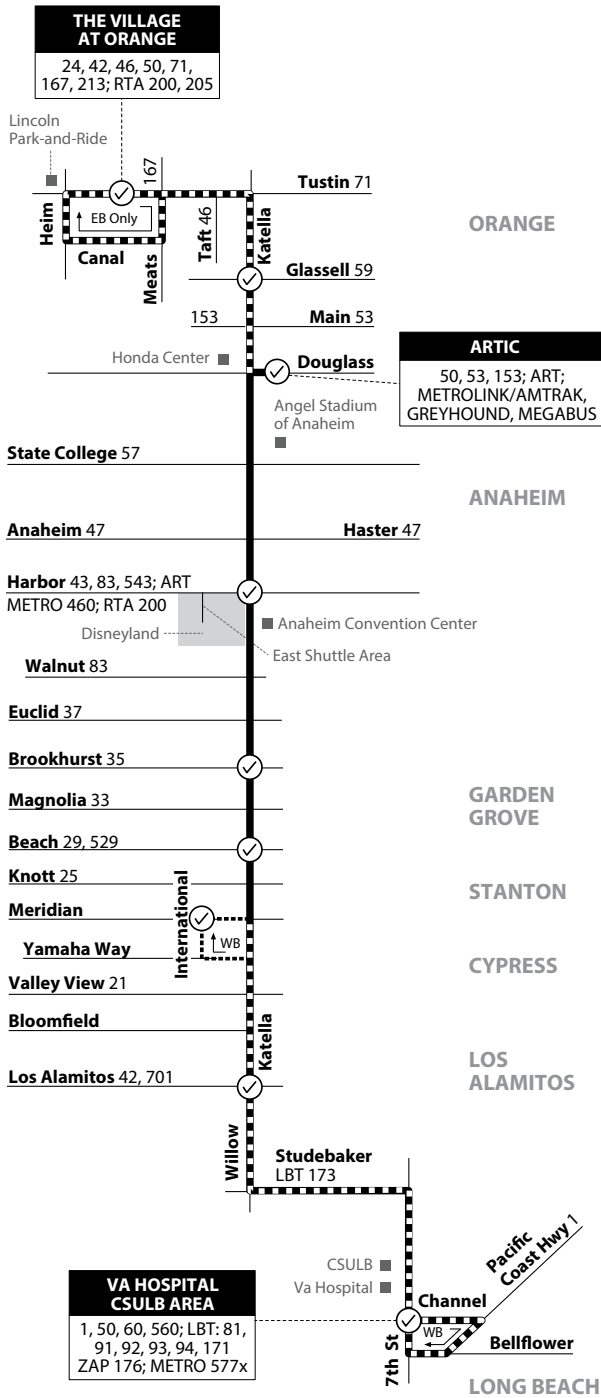 THE VILLAGE
AT ORANGE
24, 42, 46, 50, 71,
167, 213; RTA 200, 205
Lincoln
Park-and-Ride
167
Tustin 71
Heim
EB Only
Canal
Meats
Taft 46
Katella
ORANGE
Glassell 59
153
Main 53
Honda Center
Douglass
ARTIC
50, 53, 153; ART;
METROLINK/AMTRAK,
GREYHOUND, MEGABUS
Angel Stadium
of Anaheim
State College 57
ANAHEIM
Anaheim 47
Haster 47
Harbor 43, 83, 543; ART
METRO 460; RTA 200
Disneyland
Anaheim Convention Center
East Shuttle Area
Walnut 83
Euclid 37
Brookhurst 35
Magnolia 33
GARDEN
GROVE
Beach 29, 529
Knott 25
STANTON
Meridian
International
WB
Yamaha Way
CYPRESS
Valley View 21
Bloomfield
Katella
LOS
ALAMITOS
Los Alamitos 42, 701
Willow
Studebaker
LBT 173
Pacific
Coast Hwy 1
CSULB
Va Hospital
VA HOSPITAL
CSULB AREA
1, 50, 60, 560; LBT: 81,
91, 92, 93, 94, 171
ZAP 176; METRO 577x
Channel
WB
7th St
Bellflower
LONG BEACH